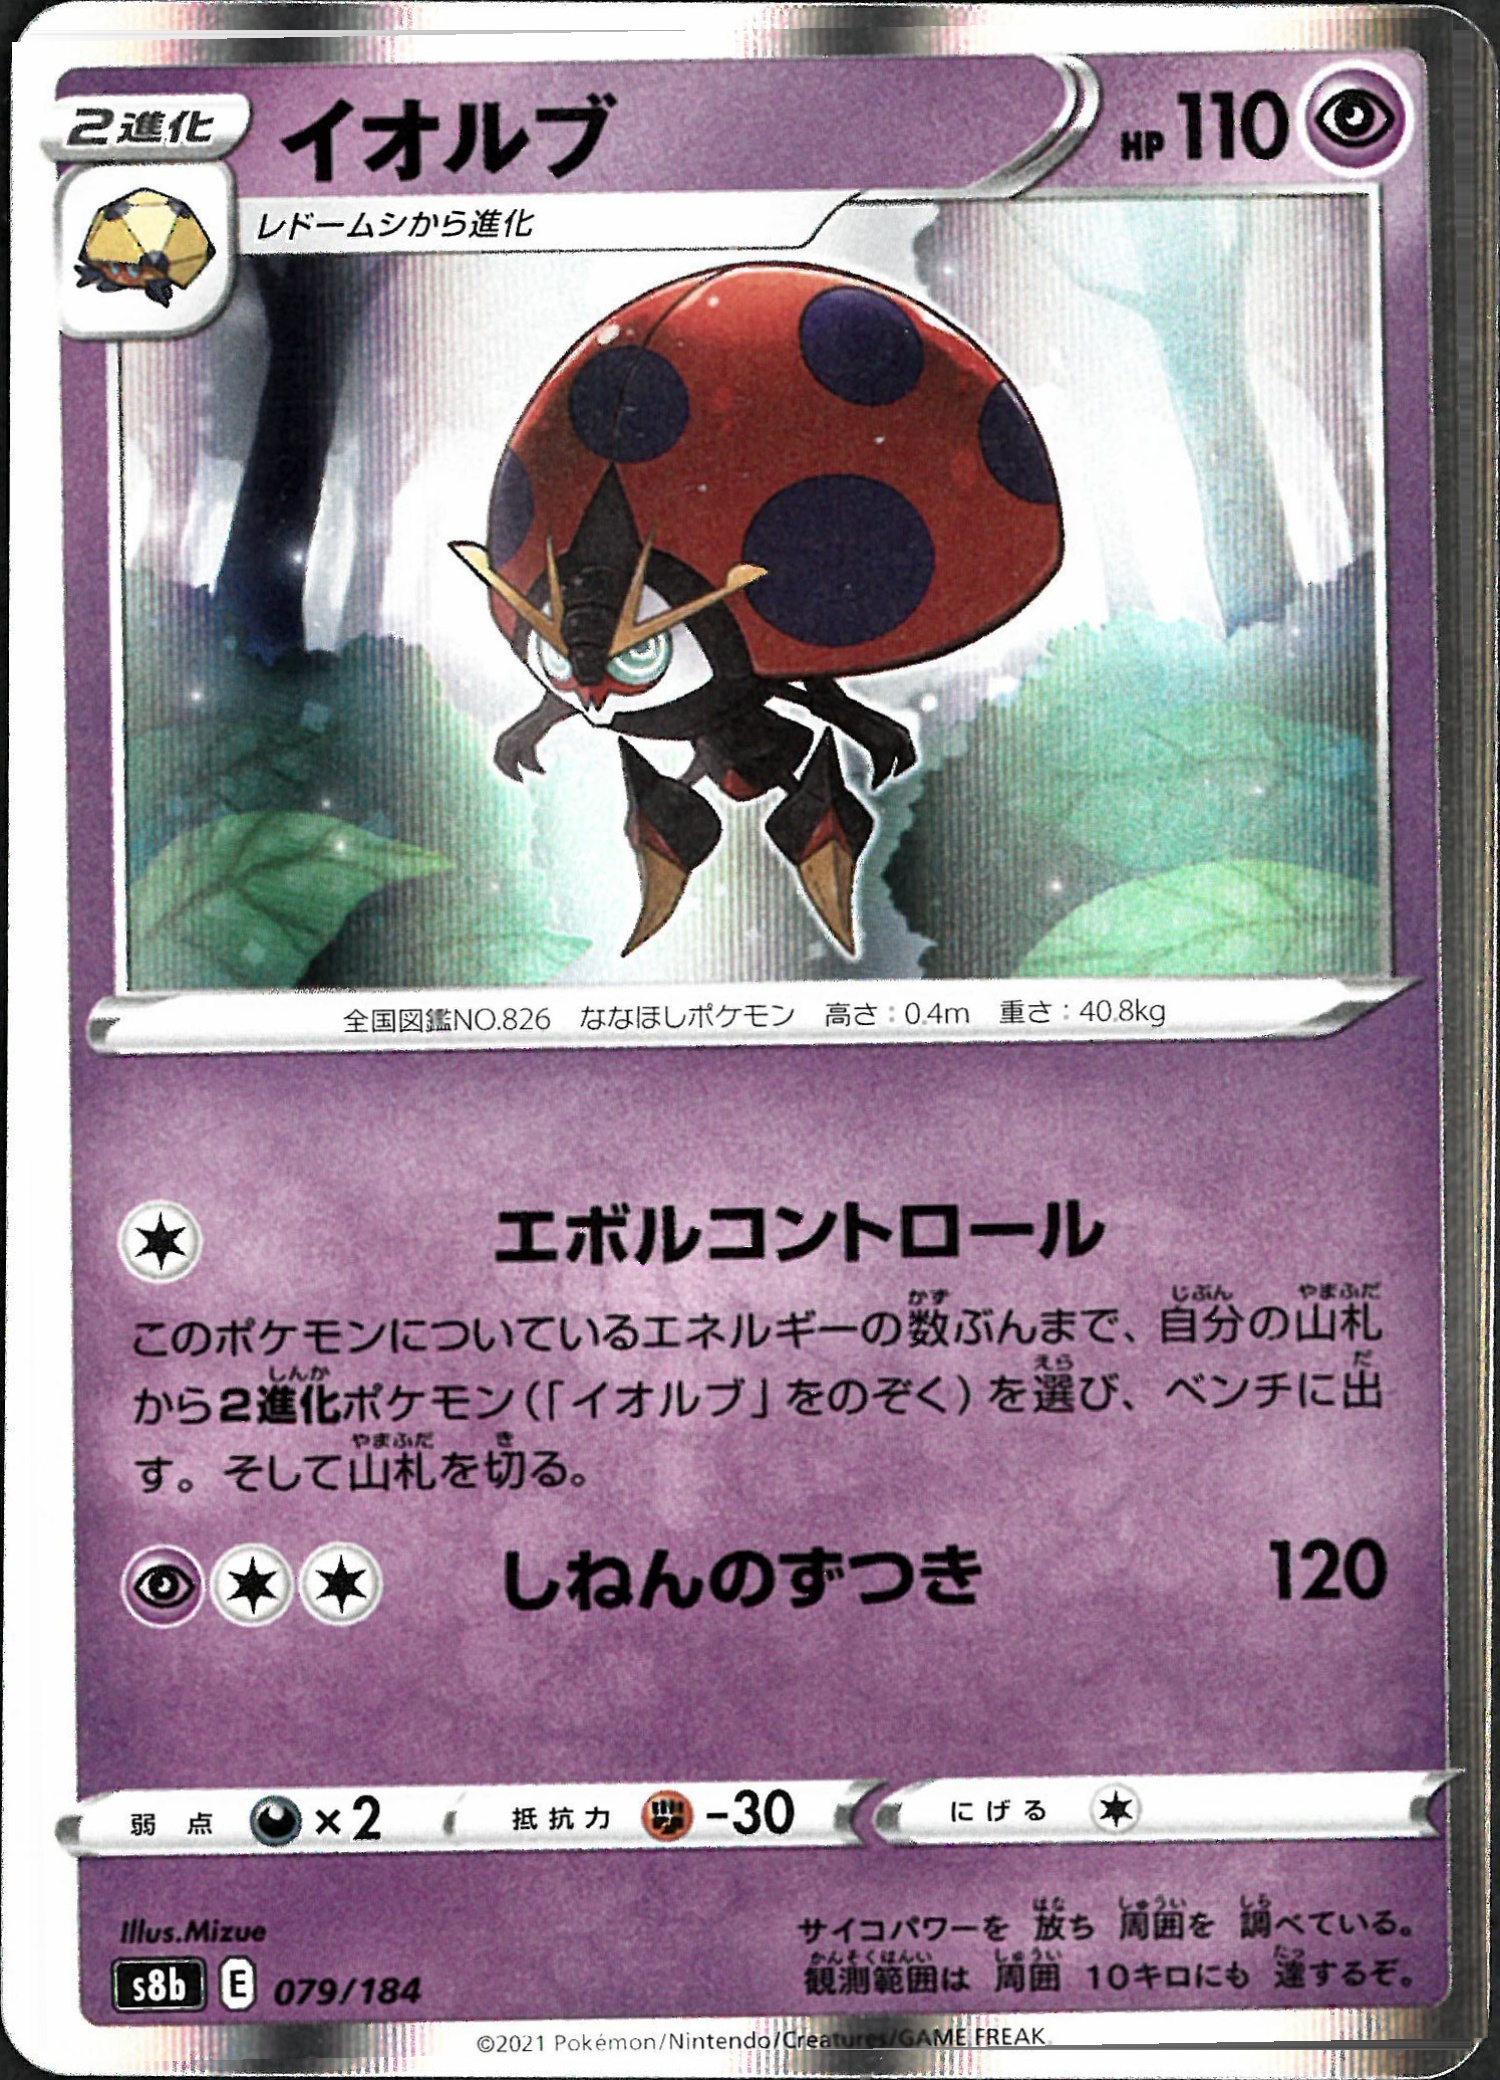 2進化
イオルブ
HP 110
レドームシから進化
全国図鑑NO.826 ななほしポケモン 高さ：0.4m 重さ：40.8kg
エボルコントロール
このポケモンについているエネルギーの数ぶんまで、自分の山札
から2進化ポケモン（「イオルブ」をのぞく）を選び、ベンチに出
す。そして山札を切る。
しねんのずつき 120
弱点 ×2 抵抗力 -30 にげる
Illus.Mizue
サイコパワーを 放ち 周囲を 調べている。
観測範囲は 周囲 10キロにも 達するぞ。
s8b E 079/184
©2021 Pokémon/Nintendo/Creatures/GAME FREAK